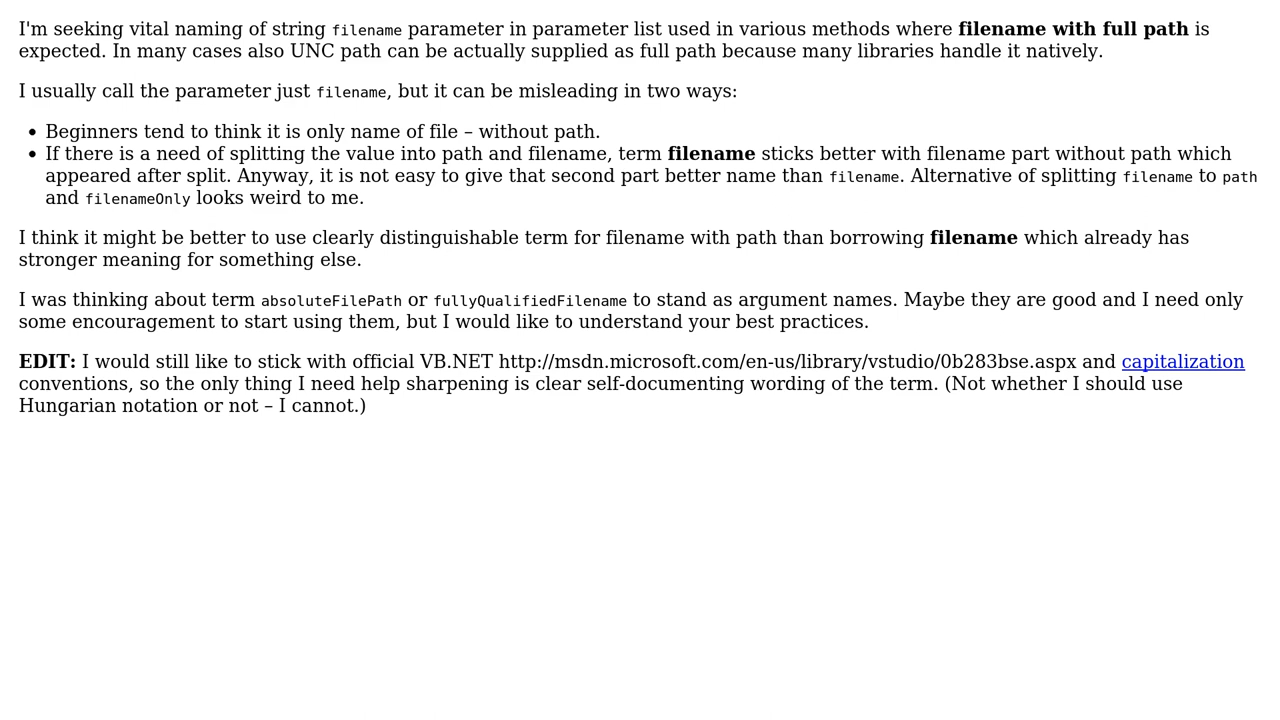 I'm seeking vital naming of string filename parameter in parameter list used in various methods where filename with full path is
expected. In many cases also UNC path can be actually supplied as full path because many libraries handle it natively.
I usually call the parameter just filename, but it can be misleading in two ways:
• Beginners tend to think it is only name of file – without path.
• If there is a need of splitting the value into path and filename, term filename sticks better with filename part without path which
appeared after split. Anyway, it is not easy to give that second part better name than filename. Alternative of splitting filename to path
and filenameOnly looks weird to me.
I think it might be better to use clearly distinguishable term for filename with path than borrowing filename which already has
stronger meaning for something else.
I was thinking about term absoluteFilePath or fullyQualifiedFilename to stand as argument names. Maybe they are good and I need only
some encouragement to start using them, but I would like to understand your best practices.
EDIT: I would still like to stick with official VB.NET http://msdn.microsoft.com/en-us/library/vstudio/0b283bse.aspx and capitalization
conventions, so the only thing I need help sharpening is clear self-documenting wording of the term. (Not whether I should use
Hungarian notation or not – I cannot.)